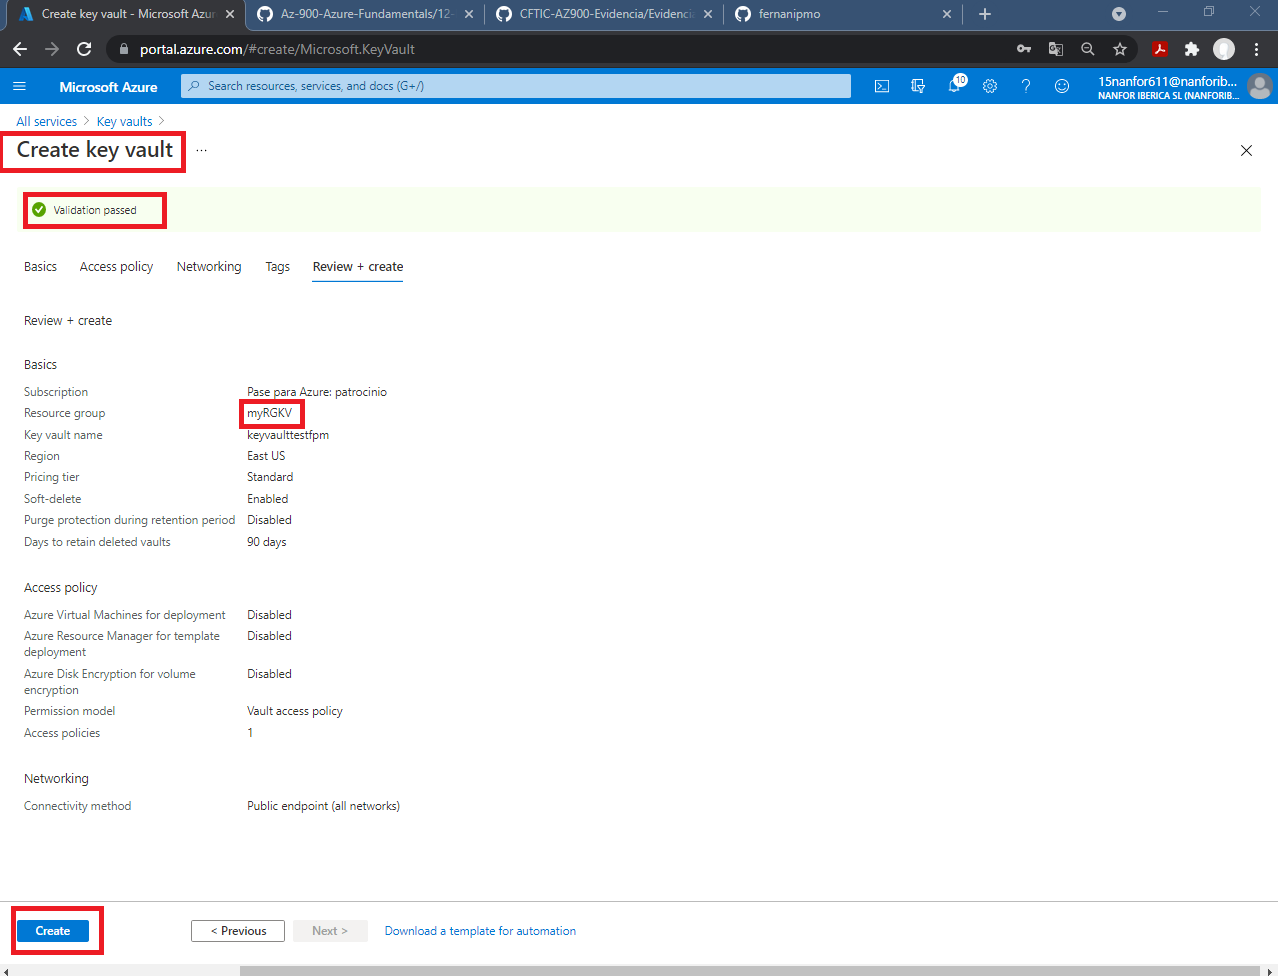 Create key vault - Microsoft Azur
Az-900-Azure-Fundamentals/12-
CFTIC-AZ900-Evidencia/Evidencia
fernanipmo
portal.azure.com/#create/Microsoft.KeyVault
Microsoft Azure
Search resources, services, and docs (G+/)
10
15nanfor611@nanforib...
NANFOR IBERICA SL (NANFORIB...
All services > Key vaults >
Create key vault ...
Validation passed
Basics Access policy Networking Tags Review + create
Review + create
Basics
Subscription Pase para Azure: patrocinio
Resource group myRGKV
Key vault name keyvaulttestfpm
Region East US
Pricing tier Standard
Soft-delete Enabled
Purge protection during retention period Disabled
Days to retain deleted vaults 90 days
Access policy
Azure Virtual Machines for deployment Disabled
Azure Resource Manager for template Disabled
deployment
Azure Disk Encryption for volume Disabled
encryption
Permission model Vault access policy
Access policies 1
Networking
Connectivity method Public endpoint (all networks)
Create < Previous Next > Download a template for automation